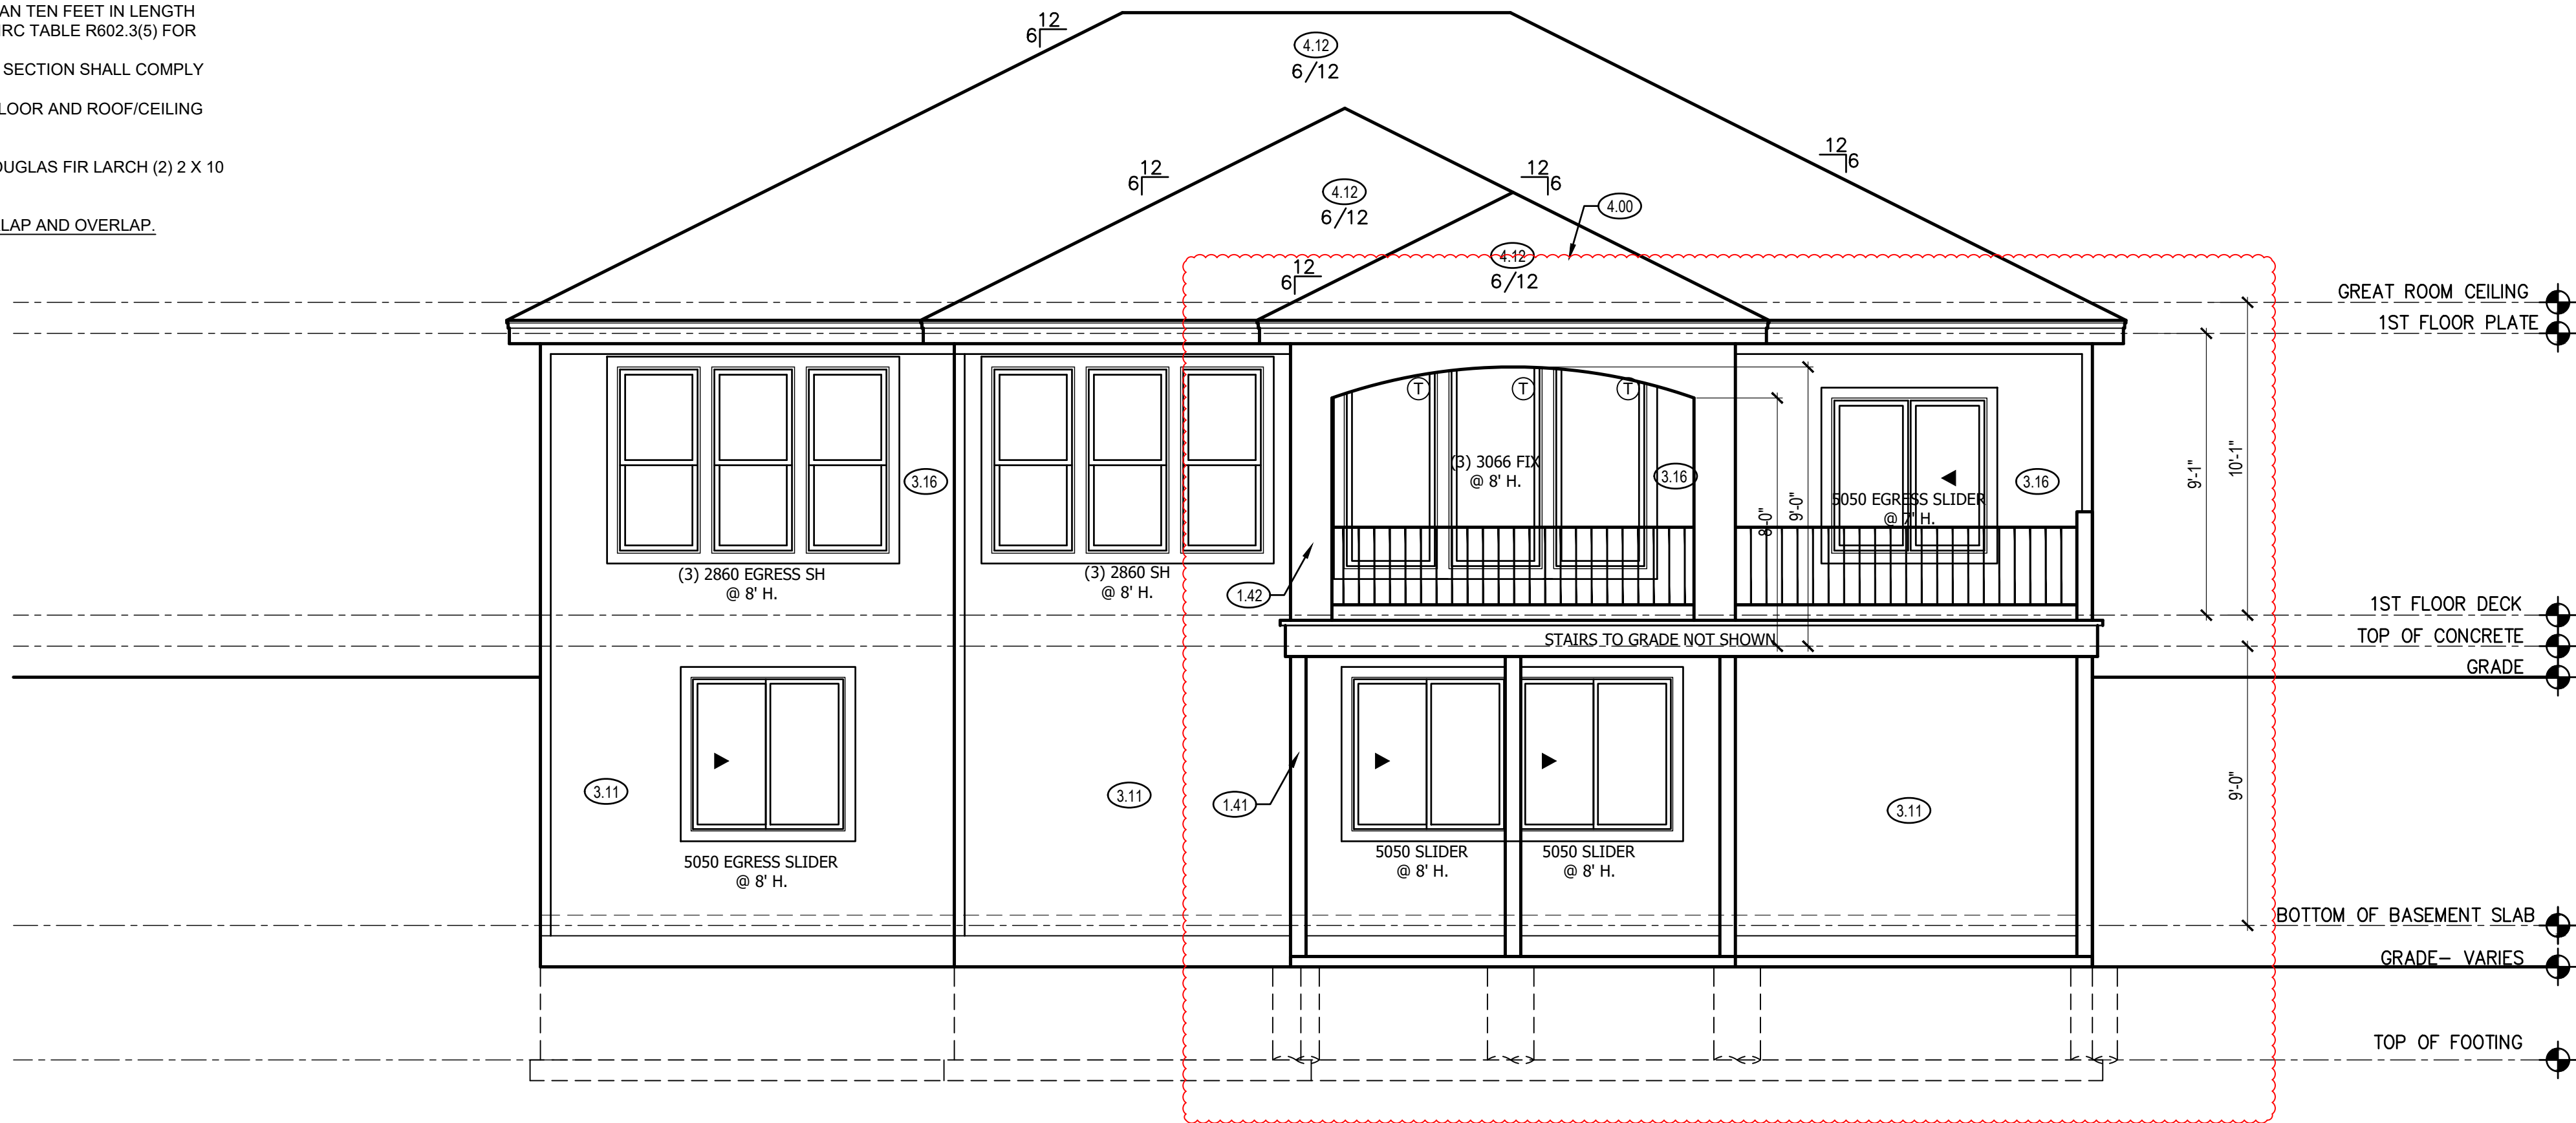 AN TEN FEET IN LENGTH
IRC TABLE R602.3(5) FOR
SECTION SHALL COMPLY
LOOR AND ROOF/CEILING
OUGLAS FIR LARCH (2) 2 X 10
LAP AND OVERLAP.
12
6
4.12
6/12
12
6
12
6
4.12
6/12
12
6
4.00
12
6
4.12
6/12
GREAT ROOM CEILING
1ST FLOOR PLATE
T
T
T
3.16
(3) 3066 FIX
@ 8' H.
3.16
5050 EGRESS SLIDER
@ 7' H.
3.16
8'-0"
9'-0"
9'-1"
10'-1"
(3) 2860 EGRESS SH
@ 8' H.
(3) 2860 SH
@ 8' H.
1.42
1ST FLOOR DECK
STAIRS TO GRADE NOT SHOWN
TOP OF CONCRETE
GRADE
3.11
3.11
1.41
3.11
9'-0"
5050 EGRESS SLIDER
@ 8' H.
5050 SLIDER
@ 8' H.
5050 SLIDER
@ 8' H.
BOTTOM OF BASEMENT SLAB
GRADE- VARIES
TOP OF FOOTING